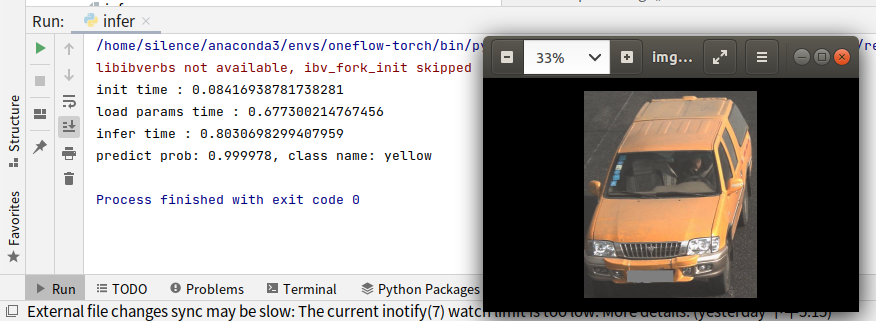 Run:
infer
/home/silence/anaconda3/envs/oneflow-torch/bin/py
libibverbs not available, ibv_fork_init skipped
init time : 0.08416938781738281
load params time : 0.677300214767456
infer time : 0.8030698299407959
predict prob: 0.999978, class name: yellow
Process finished with exit code 0
33%
img...
Structure
Favorites
Run
TODO
Problems
Terminal
Python Packages
External file changes sync may be slow: The current inotify(7) watch limit is too low. More details. (yesterday